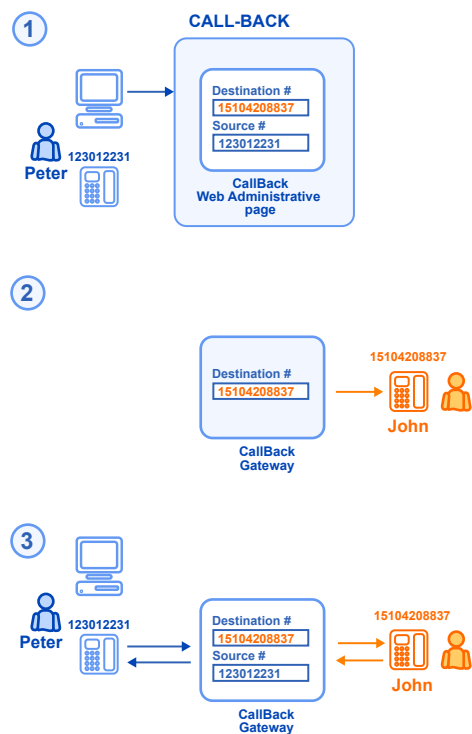 1
CALL-BACK
Destination #
15104208837
Source #
123012231
123012231
Peter
CallBack
Web Administrative
page
2
15104208837
Destination #
15104208837
John
CallBack
Gateway
3
123012231
Peter
Destination #
15104208837
Source #
123012231
15104208837
John
CallBack
Gateway